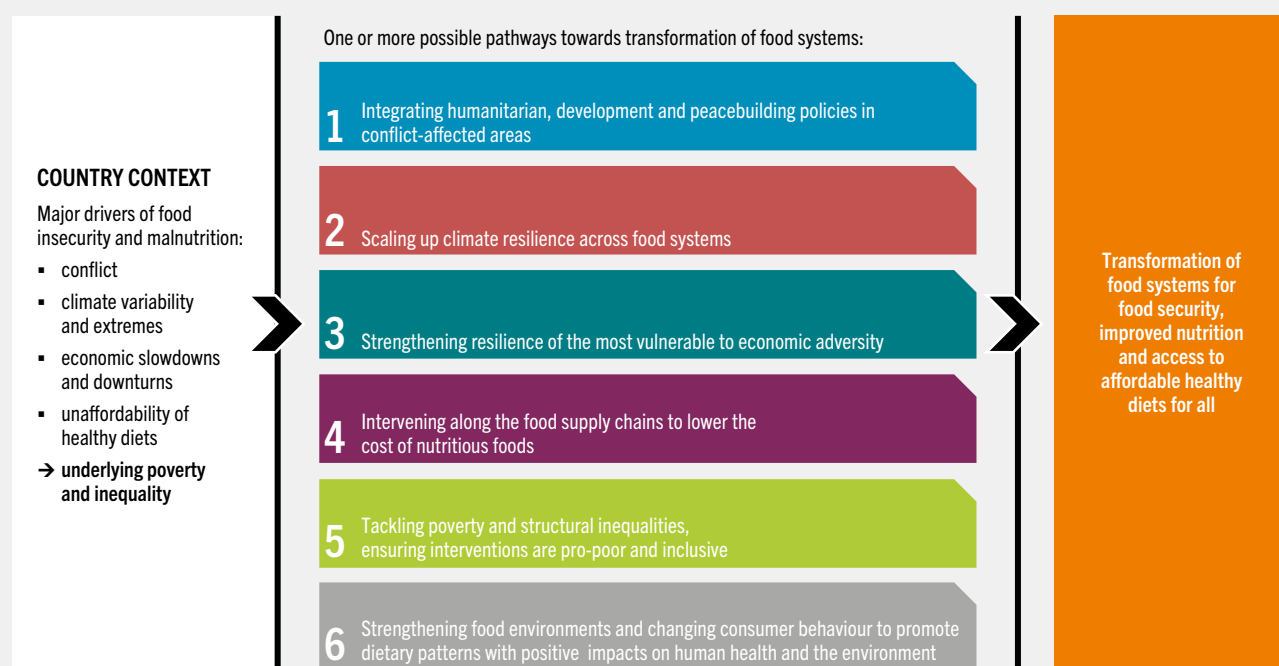 COUNTRY CONTEXT
Major drivers of food
insecurity and malnutrition:
▪ conflict
▪ climate variability
and extremes
▪ economic slowdowns
and downturns
▪ unaffordability of
healthy diets
→ underlying poverty
and inequality
One or more possible pathways towards transformation of food systems:
1 Integrating humanitarian, development and peacebuilding policies in
conflict-affected areas
2 Scaling up climate resilience across food systems
3 Strengthening resilience of the most vulnerable to economic adversity
4 Intervening along the food supply chains to lower the
cost of nutritious foods
5 Tackling poverty and structural inequalities,
ensuring interventions are pro-poor and inclusive
6 Strengthening food environments and changing consumer behaviour to promote
dietary patterns with positive impacts on human health and the environment
Transformation of
food systems for
food security,
improved nutrition
and access to
affordable healthy
diets for all